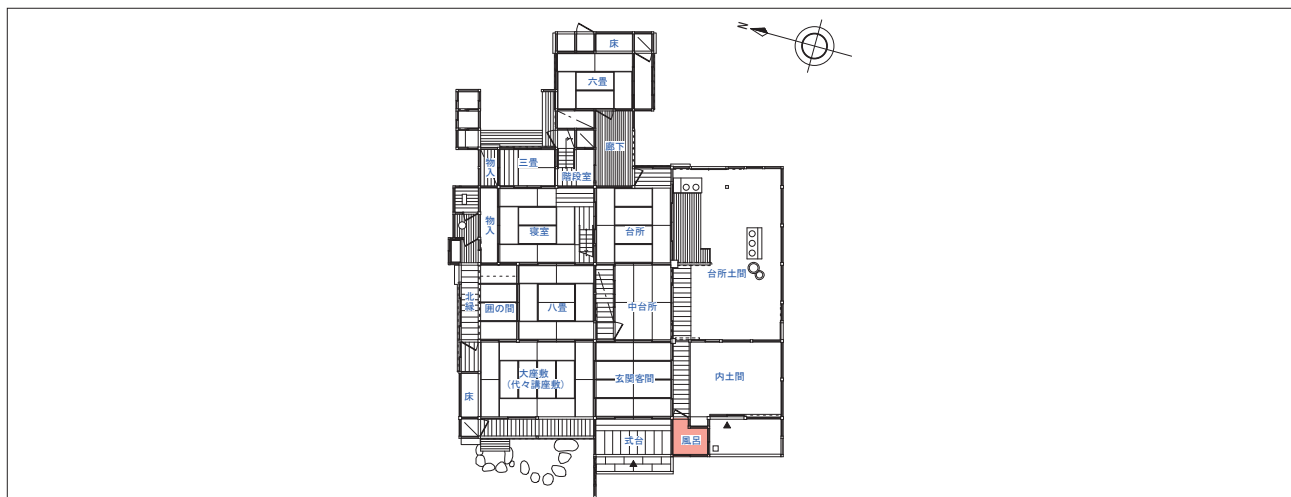 N
床
六畳
廊下
物入
三畳
階段室
物入
寝室
台所
台所土間
北縁
囲の間
八畳
中台所
大座敷
（代々講座敷）
玄関客間
内土間
床
式台
風呂